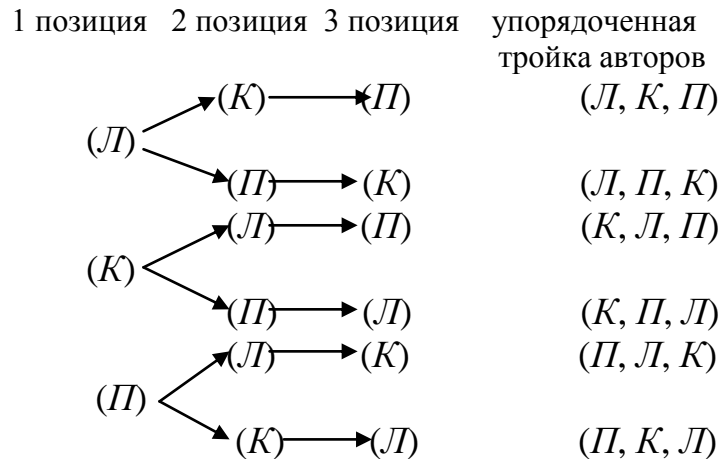 1 позиция 2 позиция 3 позиция упорядоченная
тройка авторов
(К) (П) (Л, К, П)
(Л)
(П) (К) (Л, П, К)
(Л) (П) (К, Л, П)
(К)
(П) (Л) (К, П, Л)
(Л) (К) (П, Л, К)
(П)
(К) (Л) (П, К, Л)